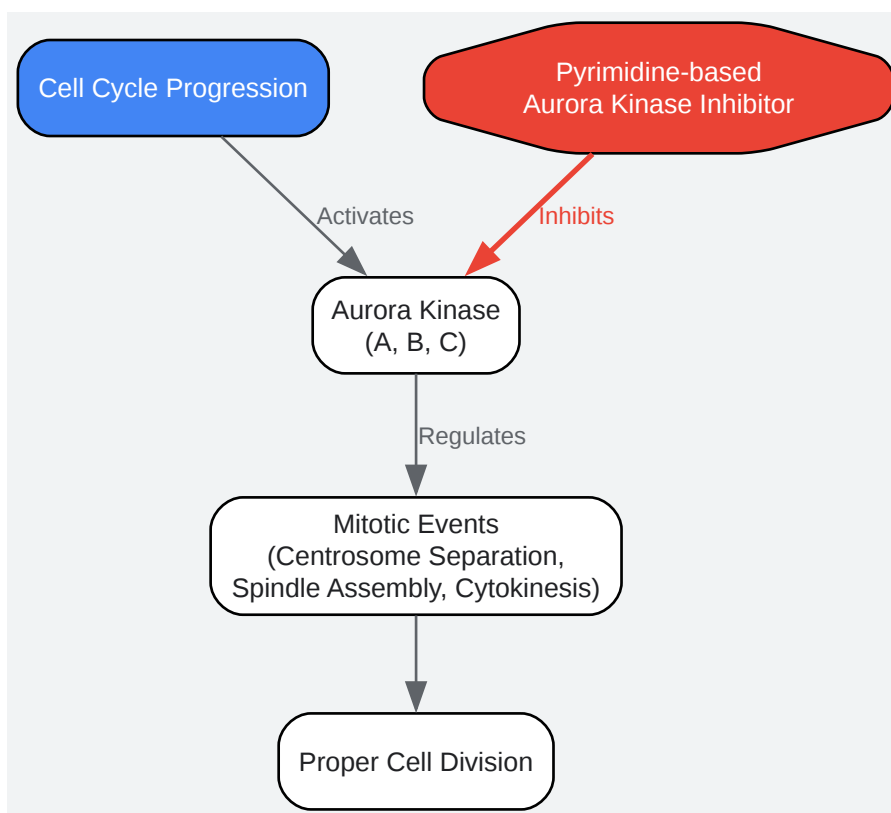 Cell Cycle Progression
Pyrimidine-based
Aurora Kinase Inhibitor
Activates
Inhibits
Aurora Kinase
(A, B, C)
Regulates
Mitotic Events
(Centrosome Separation,
Spindle Assembly, Cytokinesis)
Proper Cell Division